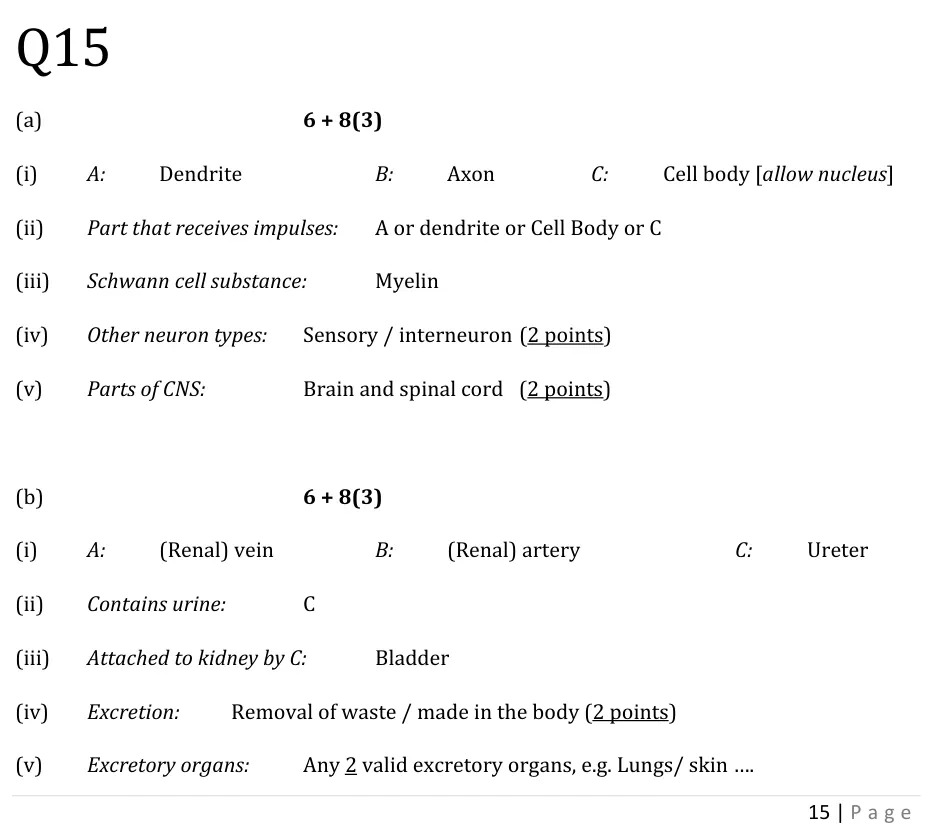 Q15
(a) 6 + 8(3)
(i) A: Dendrite B: Axon C: Cell body [allow nucleus]
(ii) Part that receives impulses: A or dendrite or Cell Body or C
(iii) Schwann cell substance: Myelin
(iv) Other neuron types: Sensory / interneuron (2 points)
(v) Parts of CNS: Brain and spinal cord (2 points)
(b) 6 + 8(3)
(i) A: (Renal) vein B: (Renal) artery C: Ureter
(ii) Contains urine: C
(iii) Attached to kidney by C: Bladder
(iv) Excretion: Removal of waste / made in the body (2 points)
(v) Excretory organs: Any 2 valid excretory organs, e.g. Lungs/ skin ....
15 | Page